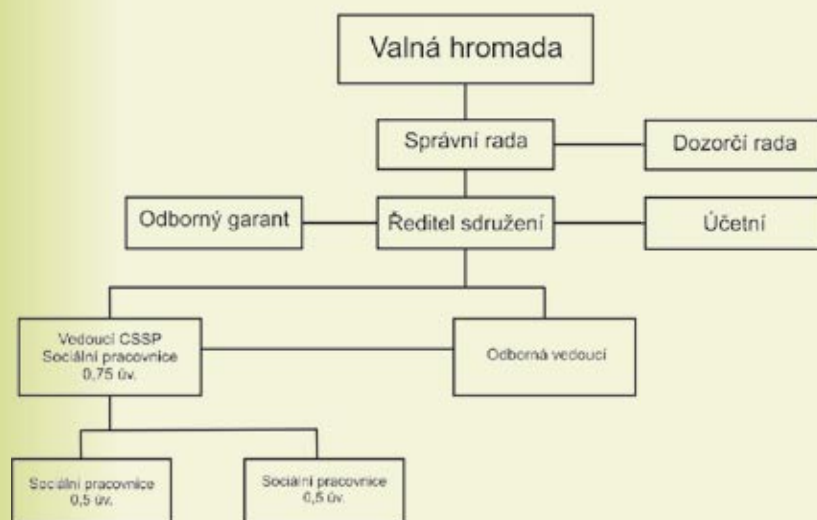 Valná hromada
Správní rada
Dozorčí rada
Odborný garant
Ředitel sdružení
Účetní
Vedoucí CSSP
Sociální pracovnice
0,75 úv.
Odborná vedoucí
Sociální pracovnice
0,5 úv.
Sociální pracovnice
0,5 úv.